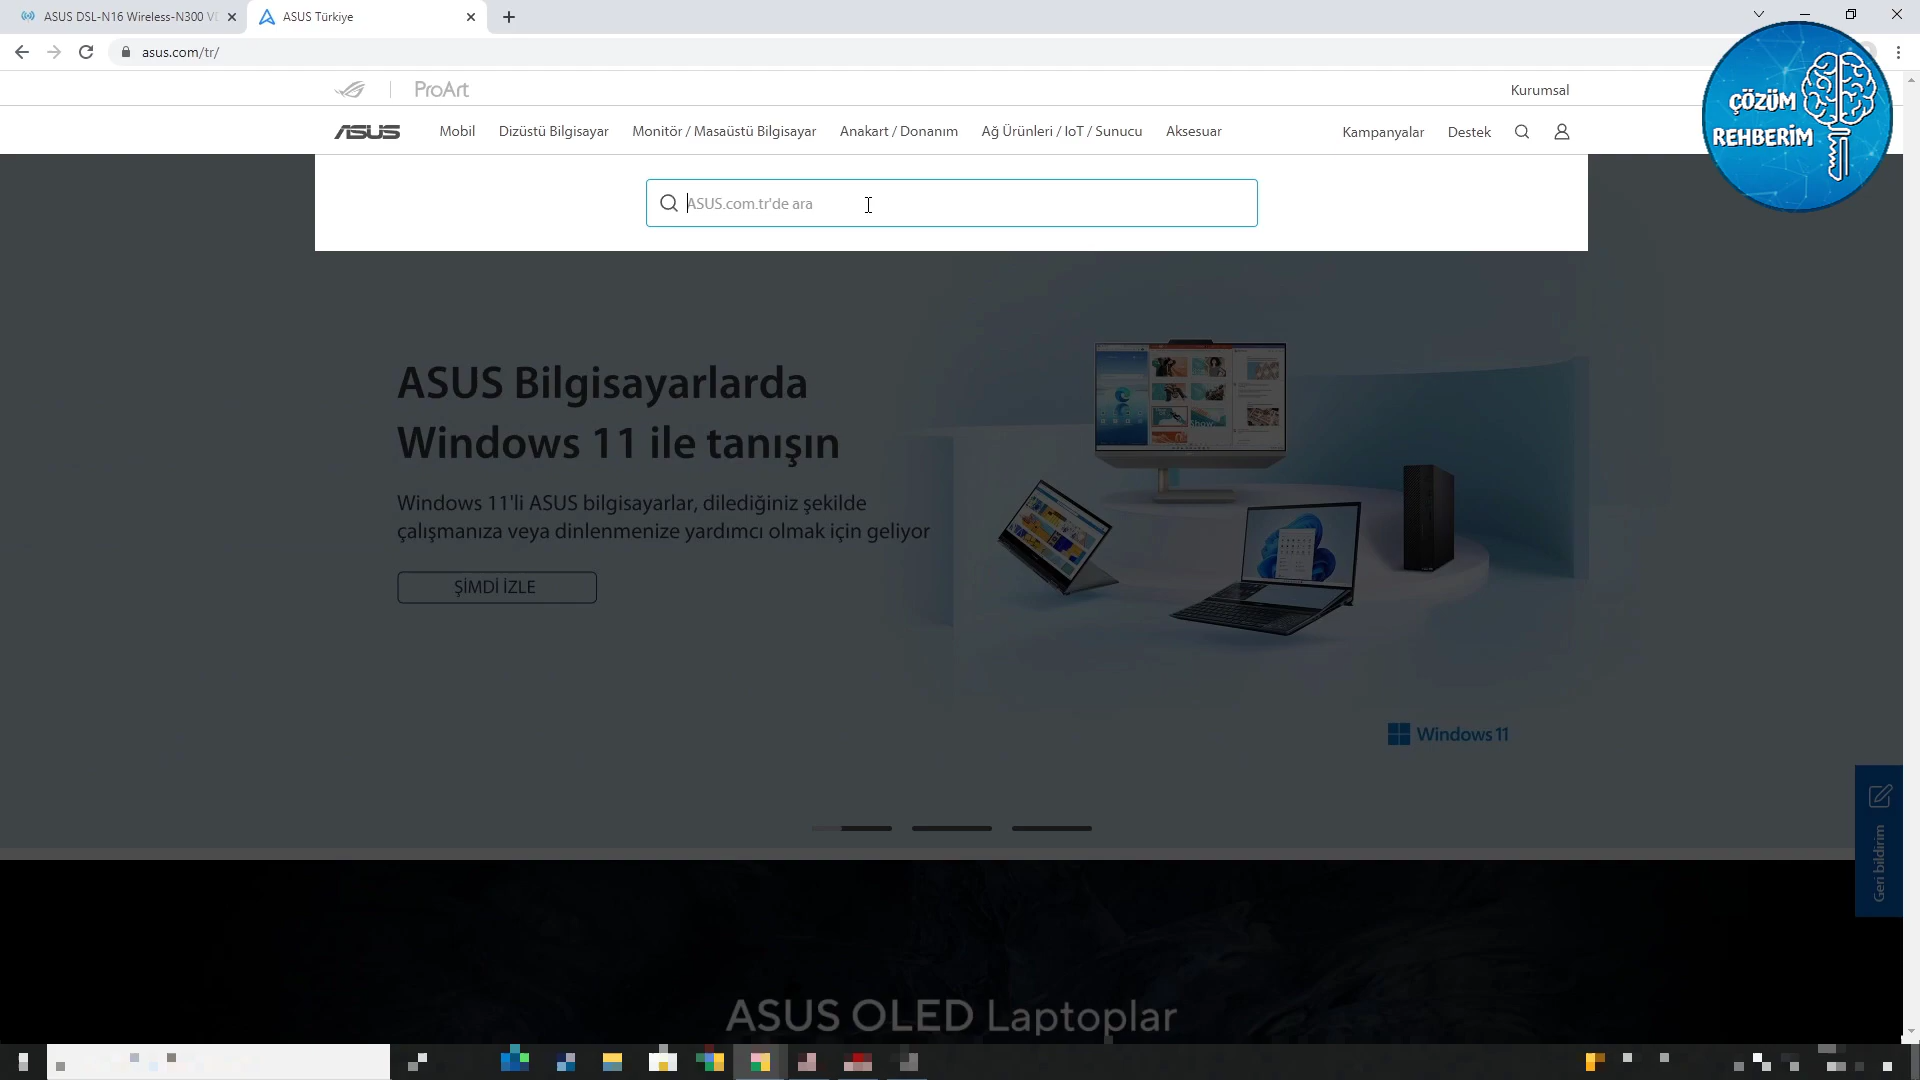 ASUS DSL-N16 Wireless-N300 V
ASUS Türkiye
asus.com/tr/
ProArt
Kurumsal
ASUS
Mobil
Dizüstü Bilgisayar
Monitör / Masaüstü Bilgisayar
Anakart / Donanım
Ağ Ürünleri / IoT / Sunucu
Aksesuar
Kampanyalar
Destek
ÇÖZÜM
REHBERİM
ASUS.com.tr'de ara
ASUS Bilgisayarlarda
Windows 11 ile tanışın
Windows 11'li ASUS bilgisayarlar, dilediğiniz şekilde
çalışmanıza veya dinlenmenize yardımcı olmak için geliyor
ŞİMDİ İZLE
Windows 11
Geri bildirim
ASUS OLED Laptoplar